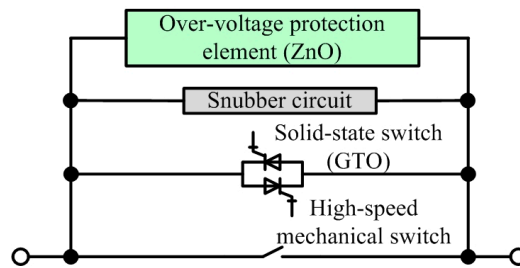 Over-voltage protection
element (ZnO)
Snubber circuit
Solid-state switch
(GTO)
High-speed
mechanical switch